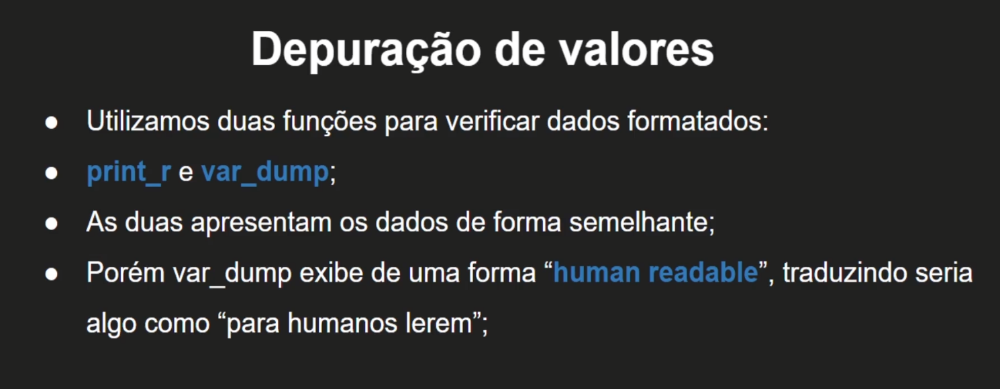 Depuração de valores
● Utilizamos duas funções para verificar dados formatados:
● print_r e var_dump;
● As duas apresentam os dados de forma semelhante;
● Porém var_dump exibe de uma forma “human readable”, traduzindo seria
algo como “para humanos lerem”;